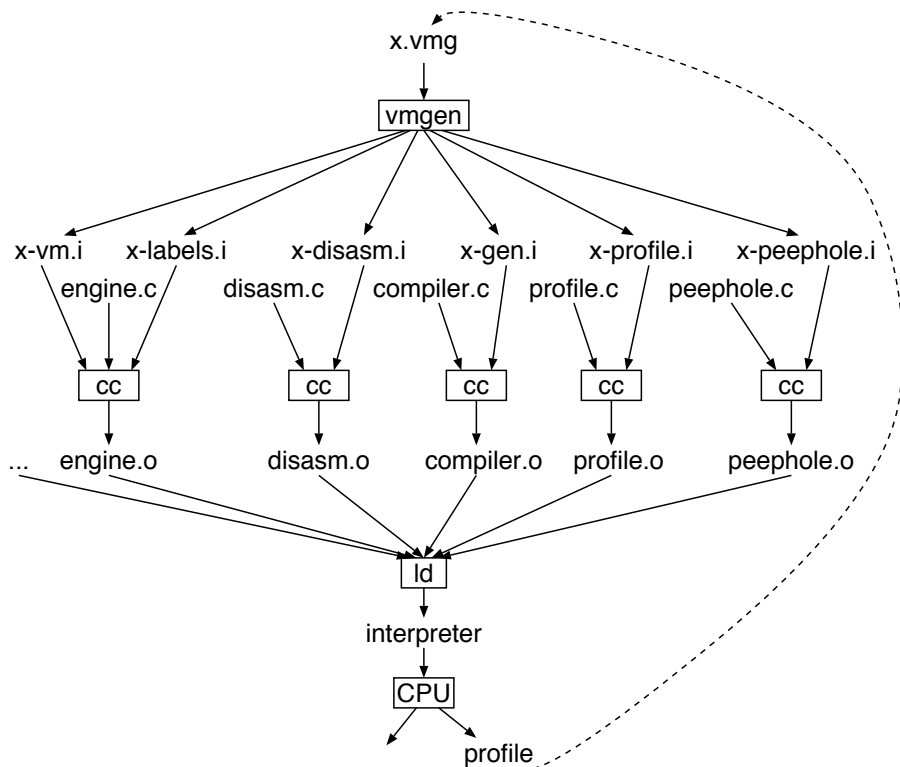 x.vmg
vmgen
x-vm.i x-labels.i x-disasm.i x-gen.i x-profile.i x-peephole.i
engine.c disasm.c compiler.c profile.c peephole.c
cc cc cc cc cc
... engine.o disasm.o compiler.o profile.o peephole.o
ld
interpreter
CPU
profile